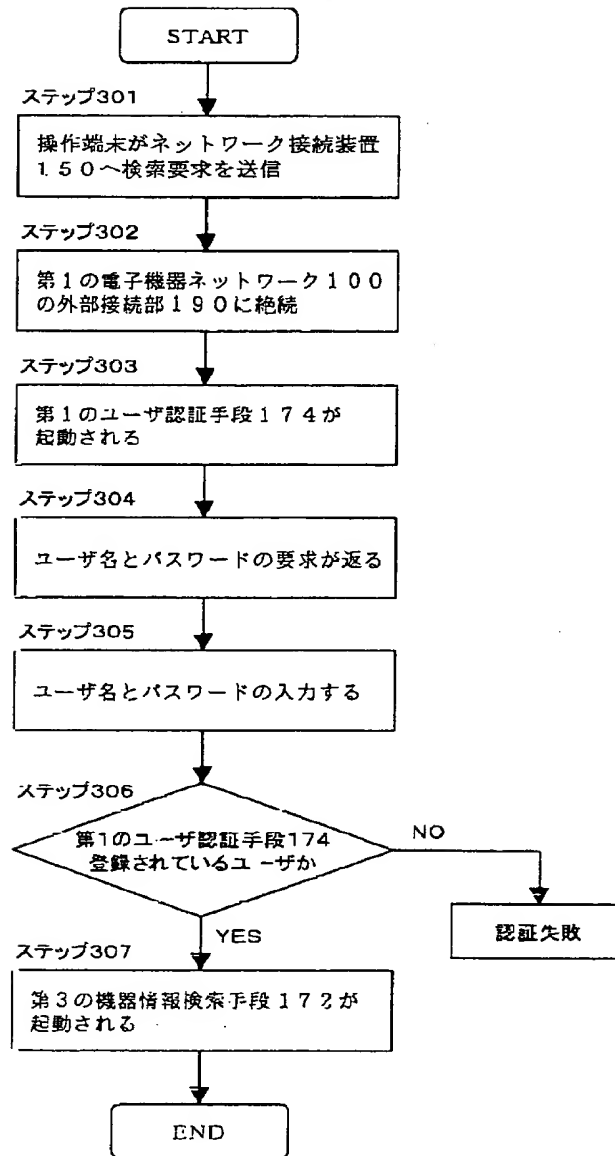 START
ステップ301
操作端末がネットワーク接続装置
150へ検索要求を送信
ステップ302
第1の電子機器ネットワーク100
の外部接続部190に絶続
ステップ303
第1のユーザ認証手段174が
起動される
ステップ304
ユーザ名とパスワードの要求が返る
ステップ305
ユーザ名とパスワードの入力する
ステップ306
第1のユーザ認証手段174
登録されているユーザか
NO
認証失敗
YES
ステップ307
第3の機器情報検索手段172が
起動される
END